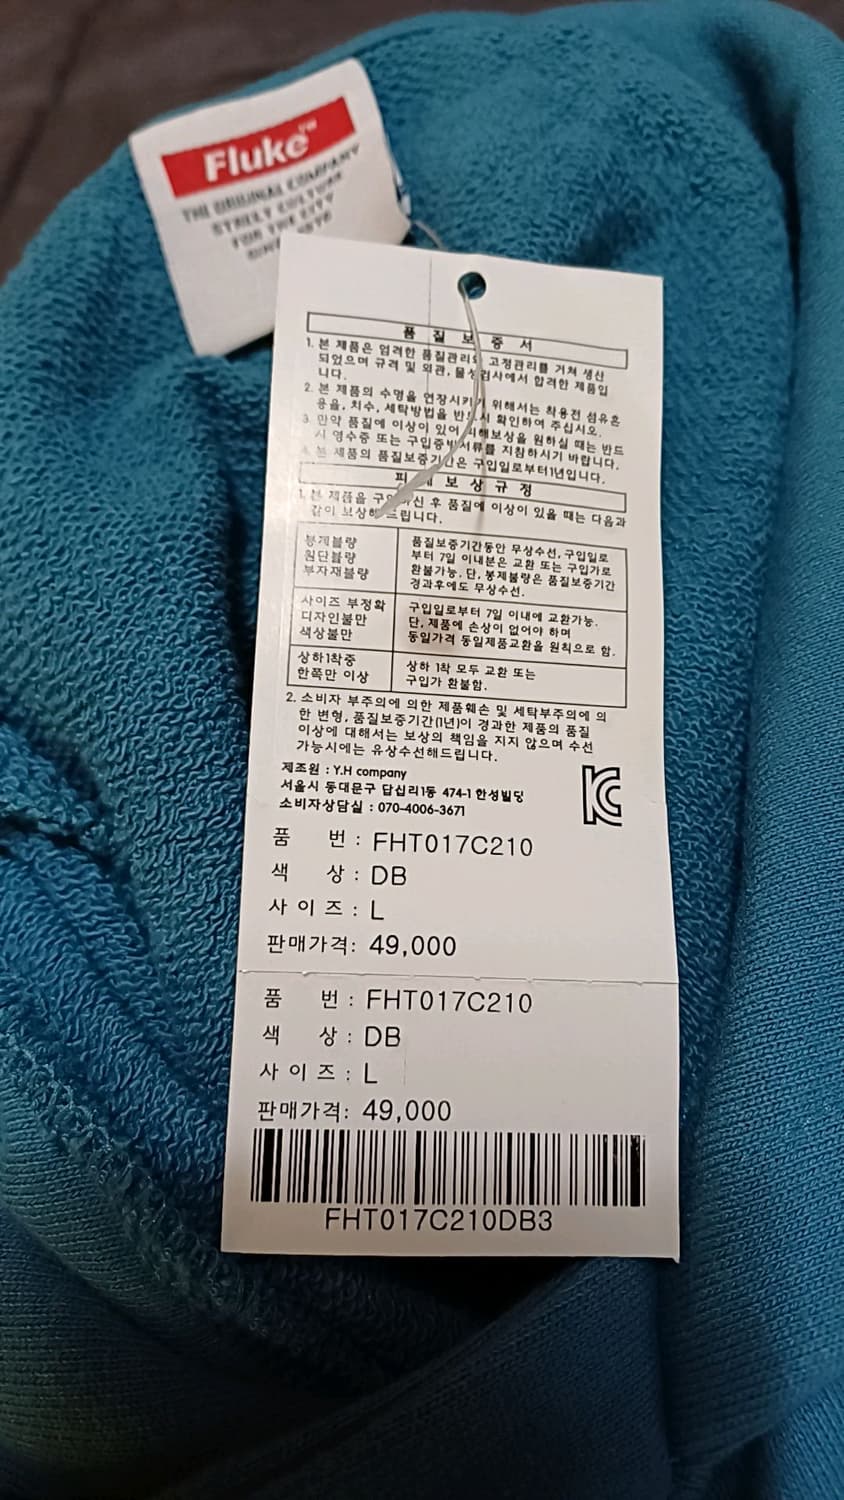 Fluke™
THE ORIGINAL COMPANY
STREET CULTURE
FOR THE CITY
품 질 보 증 서
1. 본 제품은 엄격한 품질관리와 고정관리를 거쳐 생산
되었으며 규격 및 외관, 물성검사에서 합격한 제품입
니다.
2. 본 제품의 수명을 연장시키기 위해서는 착용전 섬유혼
용율, 치수, 세탁방법을 반드시 확인하여 주십시오.
3. 만약 품질에 이상이 있어 피해보상을 원하실 때는 반드
시 영수증 또는 구입증빙서류를 지침하시기 바랍니다.
4. 본 제품의 품질보증기간은 구입일로부터1년입니다.
피 해 보 상 규 정
1. 본 제품을 구입하신 후 품질에 이상이 있을 때는 다음과
같이 보상해 드립니다.
봉제불량
원단불량
부자재불량
품질보증기간동안 무상수선, 구입일로
부터 7일 이내분은 교환 또는 구입가로
환불가능. 단, 봉제불량은 품질보증기간
경과후에도 무상수선.
사이즈 부정확
디자인불만
색상불만
구입일로부터 7일 이내에 교환가능.
단, 제품에 손상이 없어야 하며
동일가격 동일제품교환을 원칙으로 함.
상하1착중
한쪽만 이상
상하 1착 모두 교환 또는
구입가 환불함.
2. 소비자 부주의에 의한 제품훼손 및 세탁부주의에 의
한 변형, 품질보증기간(1년)이 경과한 제품의 품질
이상에 대해서는 보상의 책임을 지지 않으며 수선
가능시에는 유상수선해드립니다.
제조원 : Y.H company
서울시 동대문구 답십리1동 474-1 한성빌딩
소비자상담실 : 070-4006-3671
KC
품 번 : FHT017C210
색 상 : DB
사 이 즈 : L
판매가격: 49,000
품 번 : FHT017C210
색 상 : DB
사 이 즈 : L
판매가격: 49,000
FHT017C210DB3